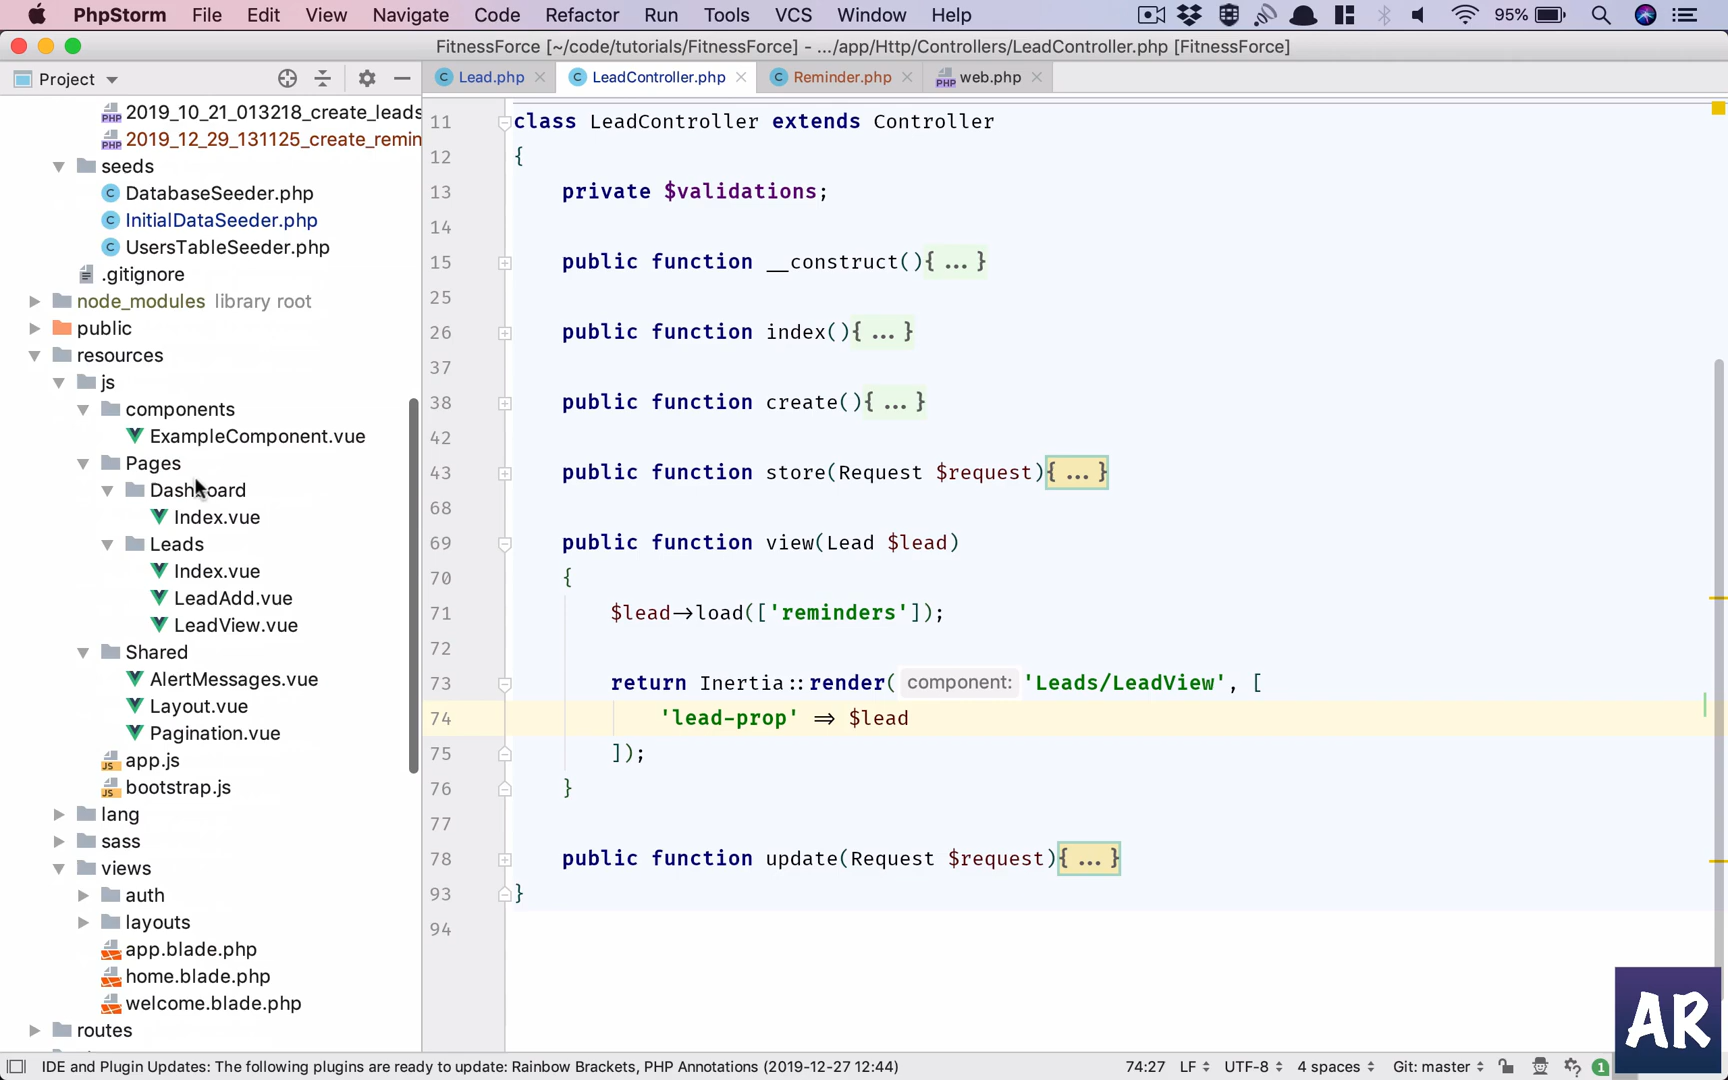 PhpStorm File Edit View Navigate Code Refactor Run Tools VCS Window Help 95%
FitnessForce [~/code/tutorials/FitnessForce] - .../app/Http/Controllers/LeadController.php [FitnessForce]
Project
Lead.php LeadController.php Reminder.php web.php
2019_10_21_013218_create_leads
2019_12_29_131125_create_remin
seeds
DatabaseSeeder.php
InitialDataSeeder.php
UsersTableSeeder.php
.gitignore
node_modules library root
public
resources
js
components
ExampleComponent.vue
Pages
Dashboard
Index.vue
Leads
Index.vue
LeadAdd.vue
LeadView.vue
Shared
AlertMessages.vue
Layout.vue
Pagination.vue
app.js
bootstrap.js
lang
sass
views
auth
layouts
app.blade.php
home.blade.php
welcome.blade.php
routes
11 class LeadController extends Controller
12 {
13 private $validations;
14
15 public function __construct(){ ... }
25
26 public function index(){ ... }
37
38 public function create(){ ... }
42
43 public function store(Request $request){ ... }
68
69 public function view(Lead $lead)
70 {
71 $lead->load(['reminders']);
72
73 return Inertia::render( component: 'Leads/LeadView', [
74 'lead-prop' => $lead
75 ]);
76 }
77
78 public function update(Request $request){ ... }
93 }
94
AR
IDE and Plugin Updates: The following plugins are ready to update: Rainbow Brackets, PHP Annotations (2019-12-27 12:44) 74:27 LF UTF-8 4 spaces Git: master 1